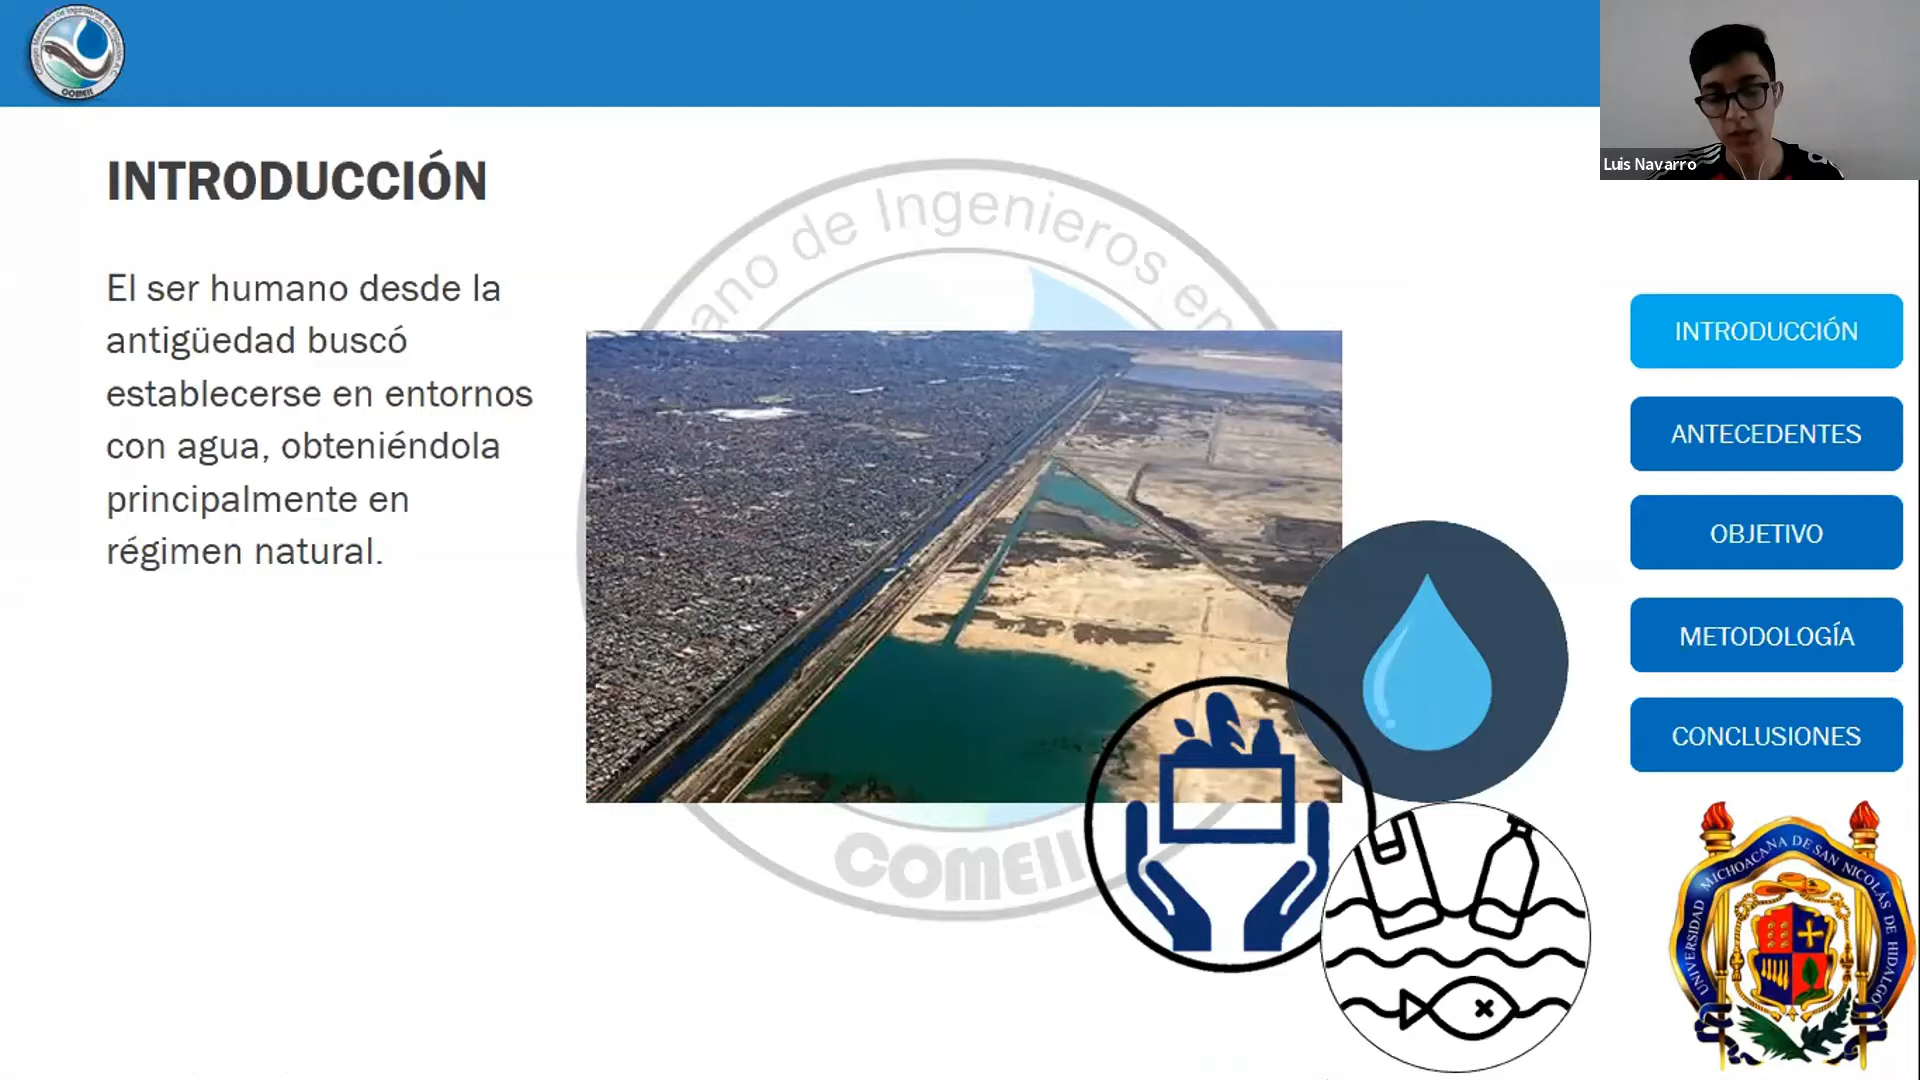 COMEII
Luis Navarro
INTRODUCCIÓN
El ser humano desde la
antigüedad buscó
establecerse en entornos
con agua, obteniéndola
principalmente en
régimen natural.
ano de Ingenieros en
COMEII
INTRODUCCIÓN
ANTECEDENTES
OBJETIVO
METODOLOGÍA
CONCLUSIONES
UNIVERSIDAD MICHOACANA DE SAN NICOLÁS DE HIDALGO